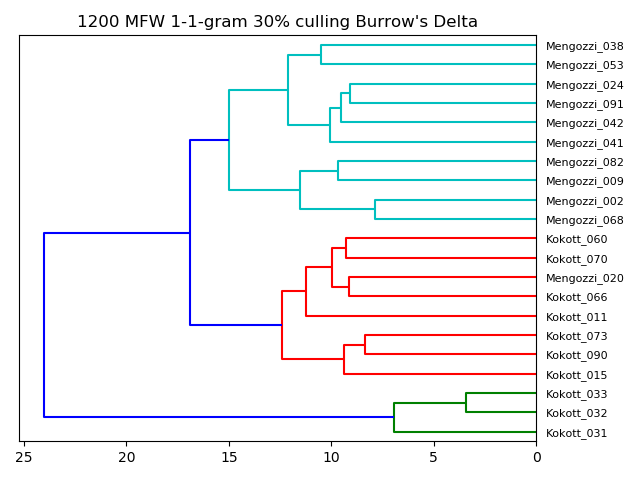 1200 MFW 1-1-gram 30% culling Burrow's Delta
Mengozzi_038
Mengozzi_053
Mengozzi_024
Mengozzi_091
Mengozzi_042
Mengozzi_041
Mengozzi_082
Mengozzi_009
Mengozzi_002
Mengozzi_068
Kokott_060
Kokott_070
Mengozzi_020
Kokott_066
Kokott_011
Kokott_073
Kokott_090
Kokott_015
Kokott_033
Kokott_032
Kokott_031
25 20 15 10 5 0